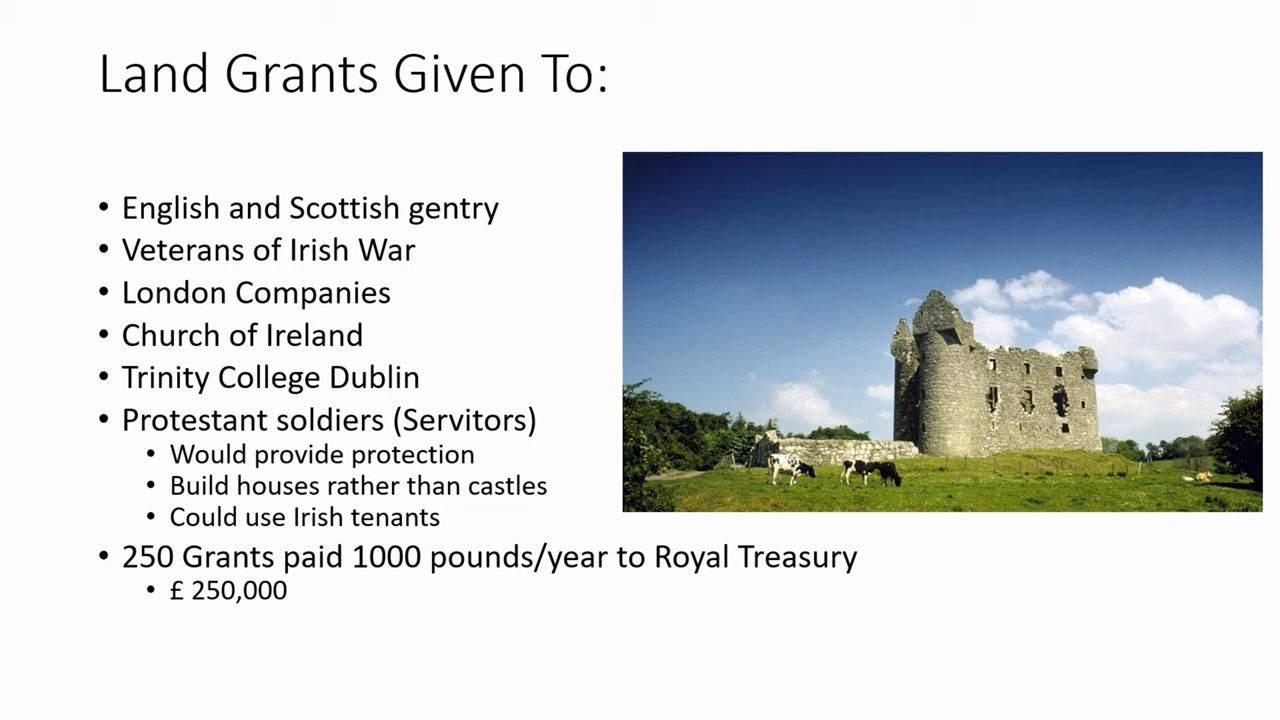 Land Grants Given To:
• English and Scottish gentry
• Veterans of Irish War
• London Companies
• Church of Ireland
• Trinity College Dublin
• Protestant soldiers (Servitors)
• Would provide protection
• Build houses rather than castles
• Could use Irish tenants
• 250 Grants paid 1000 pounds/year to Royal Treasury
• £ 250,000